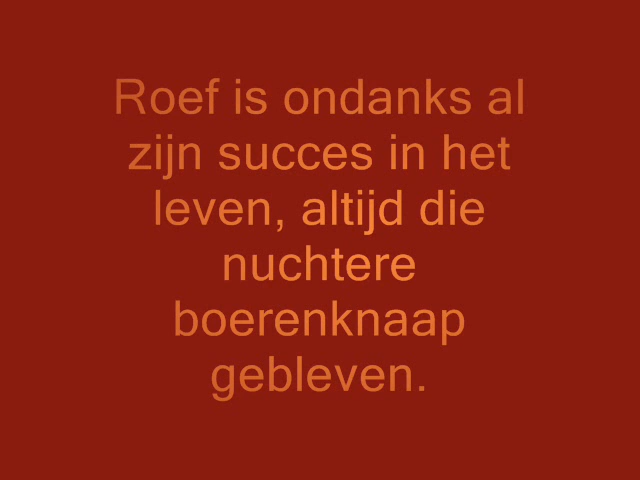 Roef is ondanks al
zijn succes in het
leven, altijd die
nuchtere
boerenknaap
gebleven.